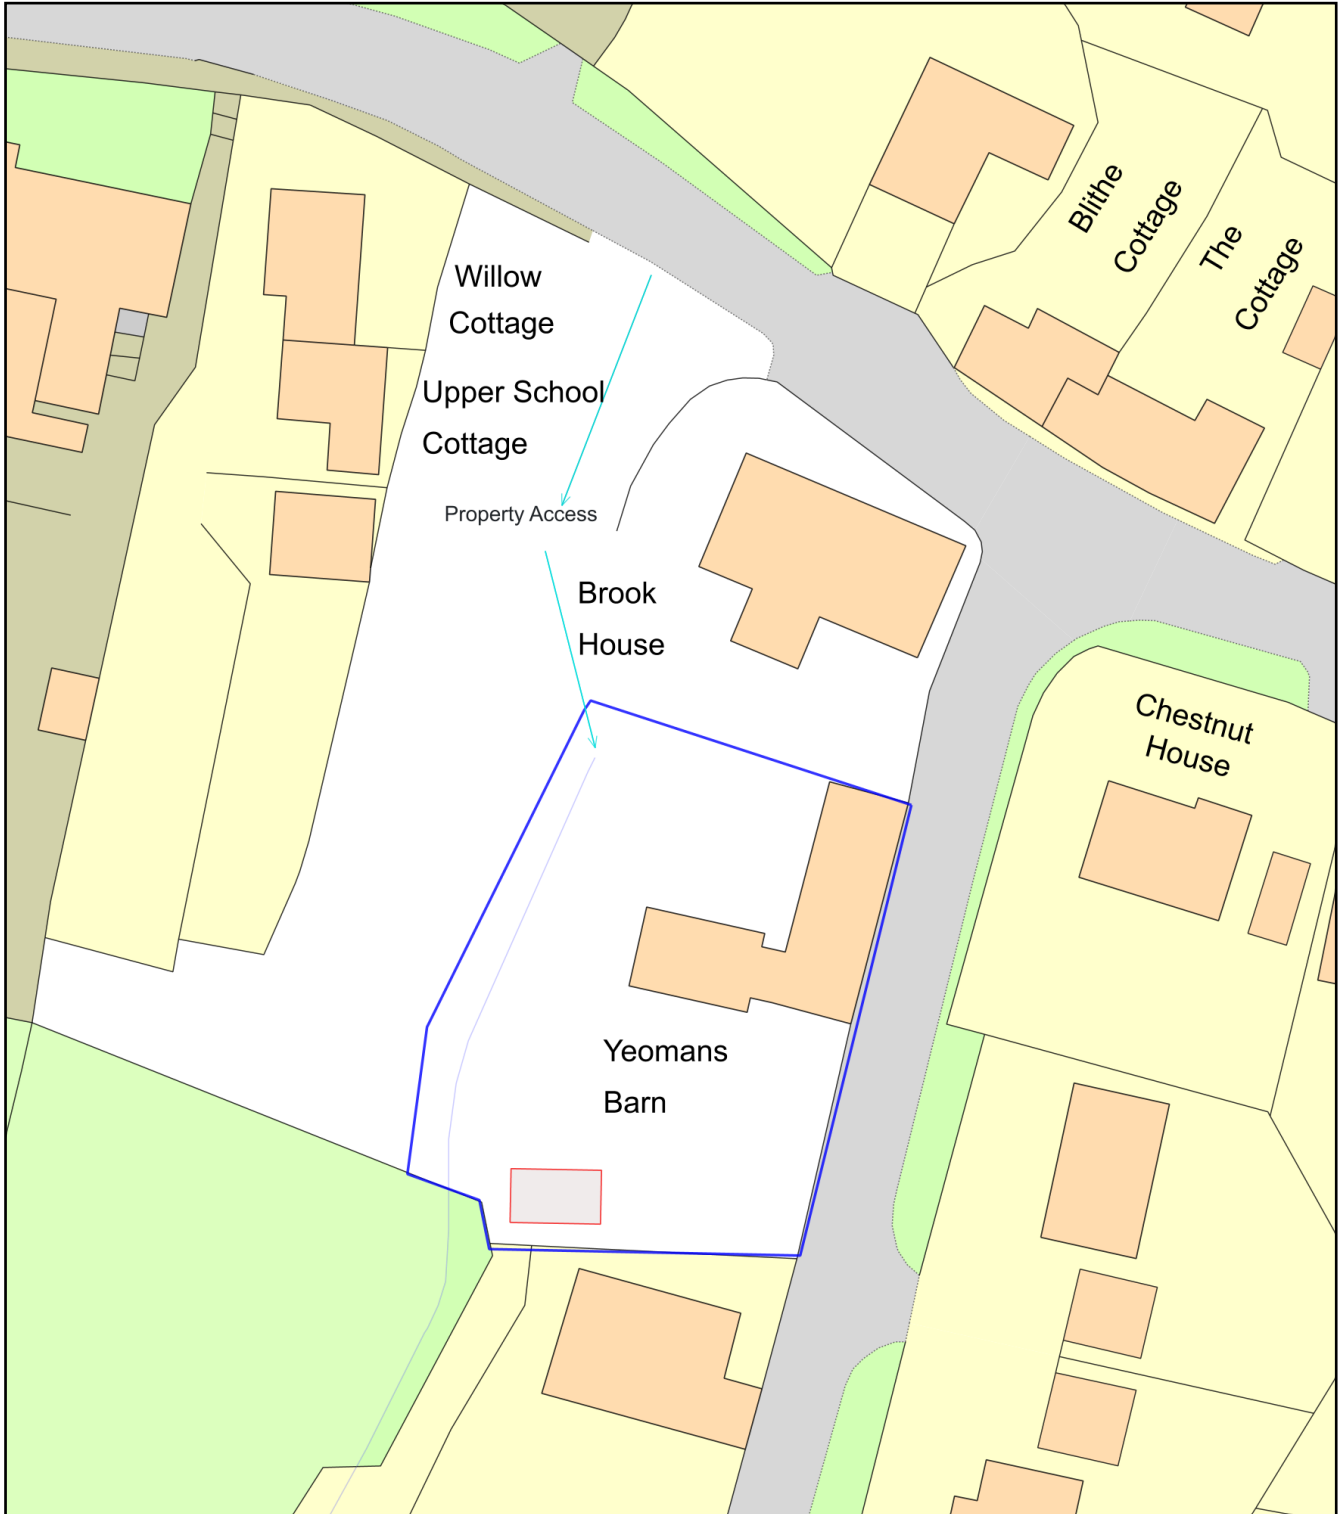 Blithe
Cottage
The
Cottage
Willow
Cottage
Upper School
Cottage
Property Access
Brook
House
Chestnut
House
Yeomans
Barn